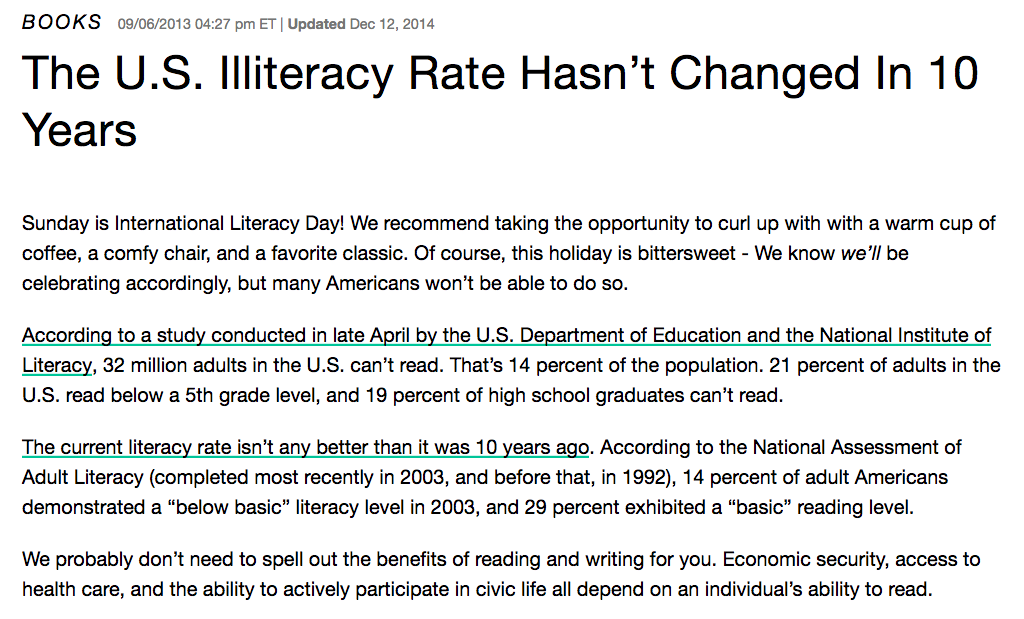 BOOKS 09/06/2013 04:27 pm ET | Updated Dec 12, 2014
The U.S. Illiteracy Rate Hasn’t Changed In 10
Years
Sunday is International Literacy Day! We recommend taking the opportunity to curl up with with a warm cup of
coffee, a comfy chair, and a favorite classic. Of course, this holiday is bittersweet - We know we’ll be
celebrating accordingly, but many Americans won’t be able to do so.
According to a study conducted in late April by the U.S. Department of Education and the National Institute of
Literacy, 32 million adults in the U.S. can’t read. That’s 14 percent of the population. 21 percent of adults in the
U.S. read below a 5th grade level, and 19 percent of high school graduates can’t read.
The current literacy rate isn’t any better than it was 10 years ago. According to the National Assessment of
Adult Literacy (completed most recently in 2003, and before that, in 1992), 14 percent of adult Americans
demonstrated a “below basic” literacy level in 2003, and 29 percent exhibited a “basic” reading level.
We probably don’t need to spell out the benefits of reading and writing for you. Economic security, access to
health care, and the ability to actively participate in civic life all depend on an individual’s ability to read.